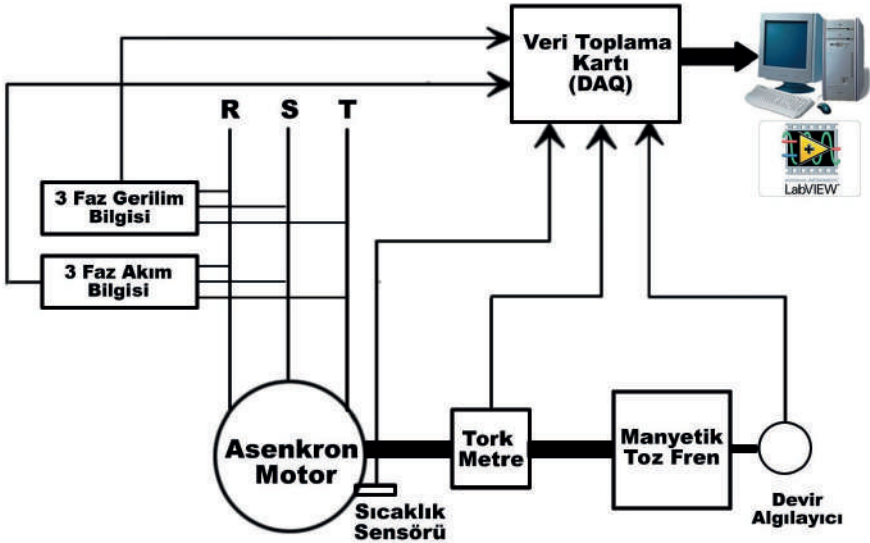 Veri Toplama
Kartı
(DAQ)
R S T
3 Faz Gerilim
Bilgisi
3 Faz Akım
Bilgisi
LabVIEW
Asenkron
Motor
Tork
Metre
Manyetik
Toz Fren
Sıcaklık
Sensörü
Devir
Algılayıcı